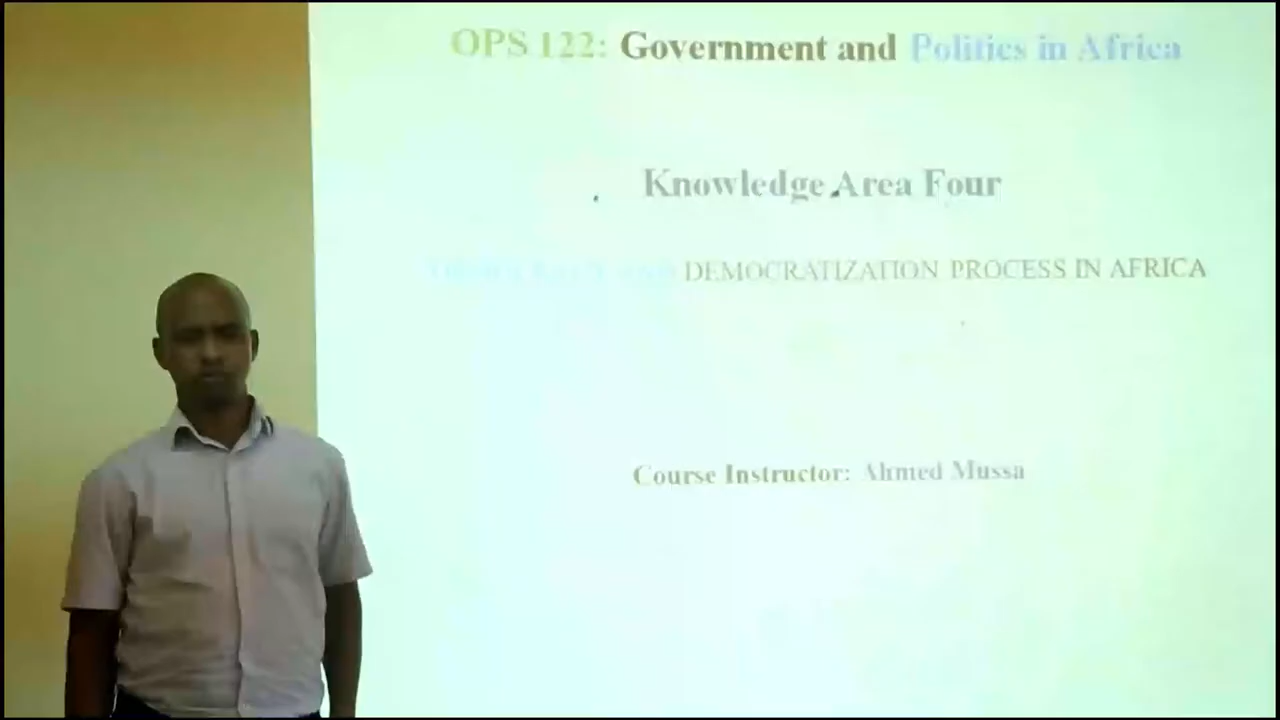 OPS 122: Government and Politics in Africa
Knowledge Area Four
DEMOCRATIZATION PROCESS IN AFRICA
Course Instructor: Ahmed Mussa